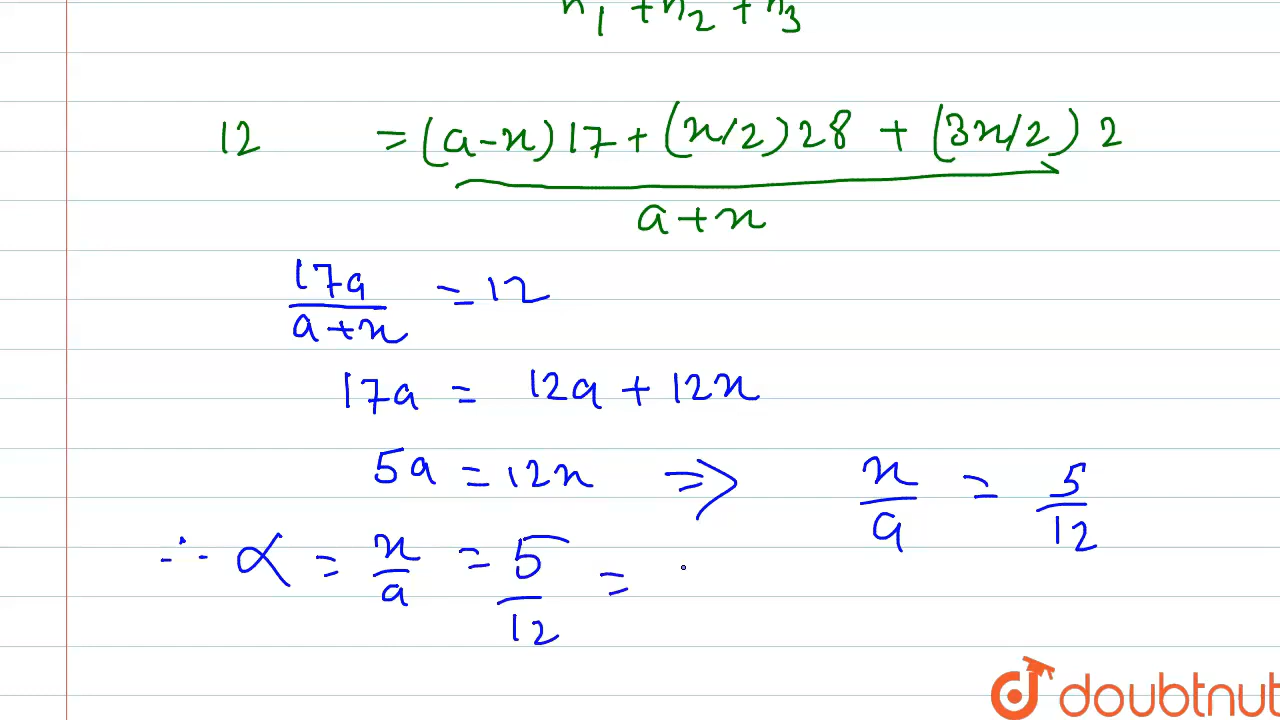 n1 + n2 + n3
12 = (a-x) 17 + (x/2) 28 + (3x/2) 2
a+x
17a/a+x = 12
17a = 12a + 12x
5a = 12x ⇒ x/a = 5/12
∴ α = x/a = 5/12 =
doubtnut